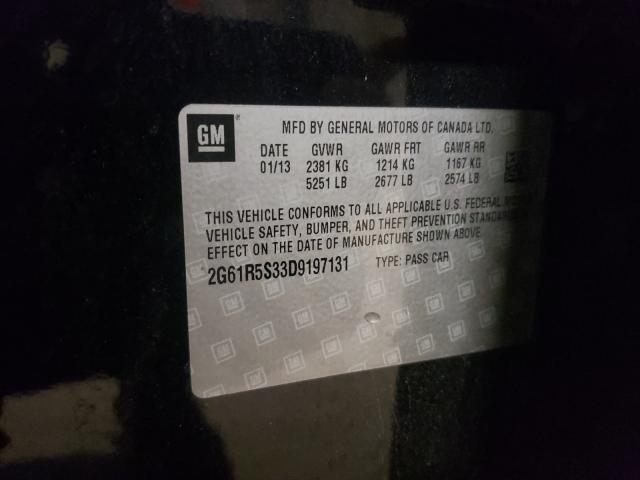 GM
MFD BY GENERAL MOTORS OF CANADA LTD.
DATE GVWR GAWR FRT GAWR RR
01/13 2381 KG 1214 KG 1167 KG
5251 LB 2677 LB 2574 LB
THIS VEHICLE CONFORMS TO ALL APPLICABLE U.S. FEDERAL
VEHICLE SAFETY, BUMPER, AND THEFT PREVENTION
EFFECT ON THE DATE OF MANUFACTURE SHOWN ABOVE.
2G61R5S33D9197131 TYPE: PASS CAR